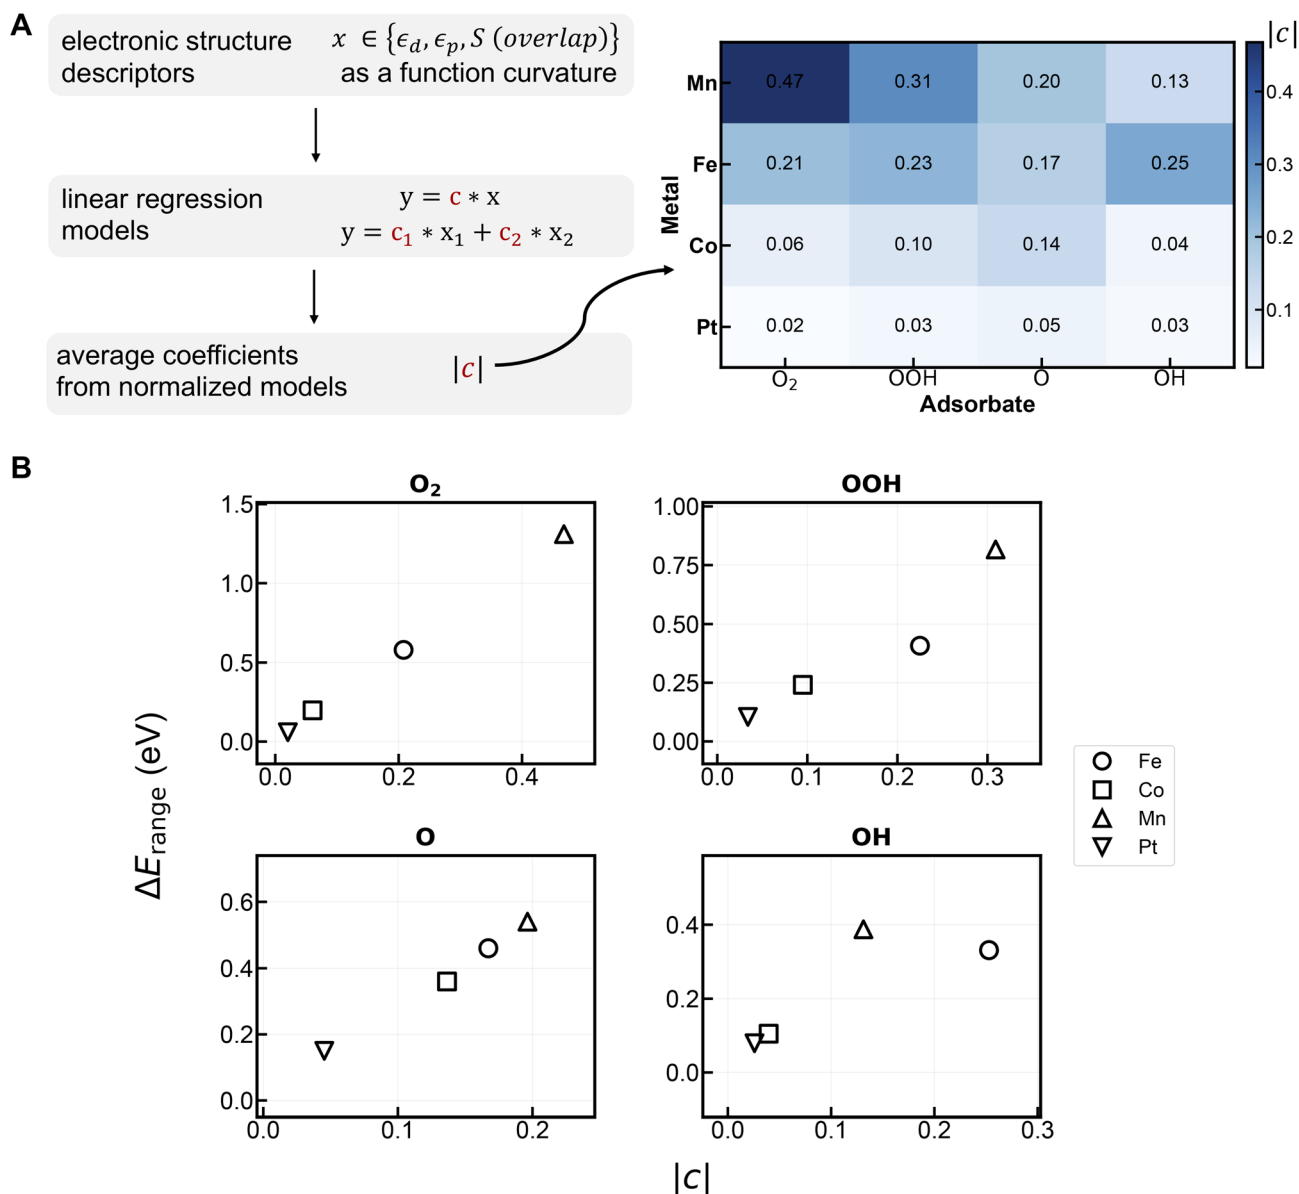 A
electronic structure
descriptors
x ∈ {ϵ_d, ϵ_p, S (overlap)}
as a function curvature
linear regression
models
y = c ∗ x
y = c₁ ∗ x₁ + c₂ ∗ x₂
average coefficients
from normalized models
|c|
Metal
Mn 0.47 0.31 0.20 0.13
Fe 0.21 0.23 0.17 0.25
Co 0.06 0.10 0.14 0.04
Pt 0.02 0.03 0.05 0.03
O₂ OOH O OH
Adsorbate
|c|
0.4
0.3
0.2
0.1
B
ΔE_range (eV)
O₂
1.5
1.0
0.5
0.0
0.0 0.2 0.4
OOH
1.00
0.75
0.50
0.25
0.00
0.0 0.1 0.2 0.3
O
0.6
0.4
0.2
0.0
0.0 0.1 0.2
OH
0.4
0.2
0.0
0.0 0.1 0.2 0.3
Fe
Co
Mn
Pt
|c|